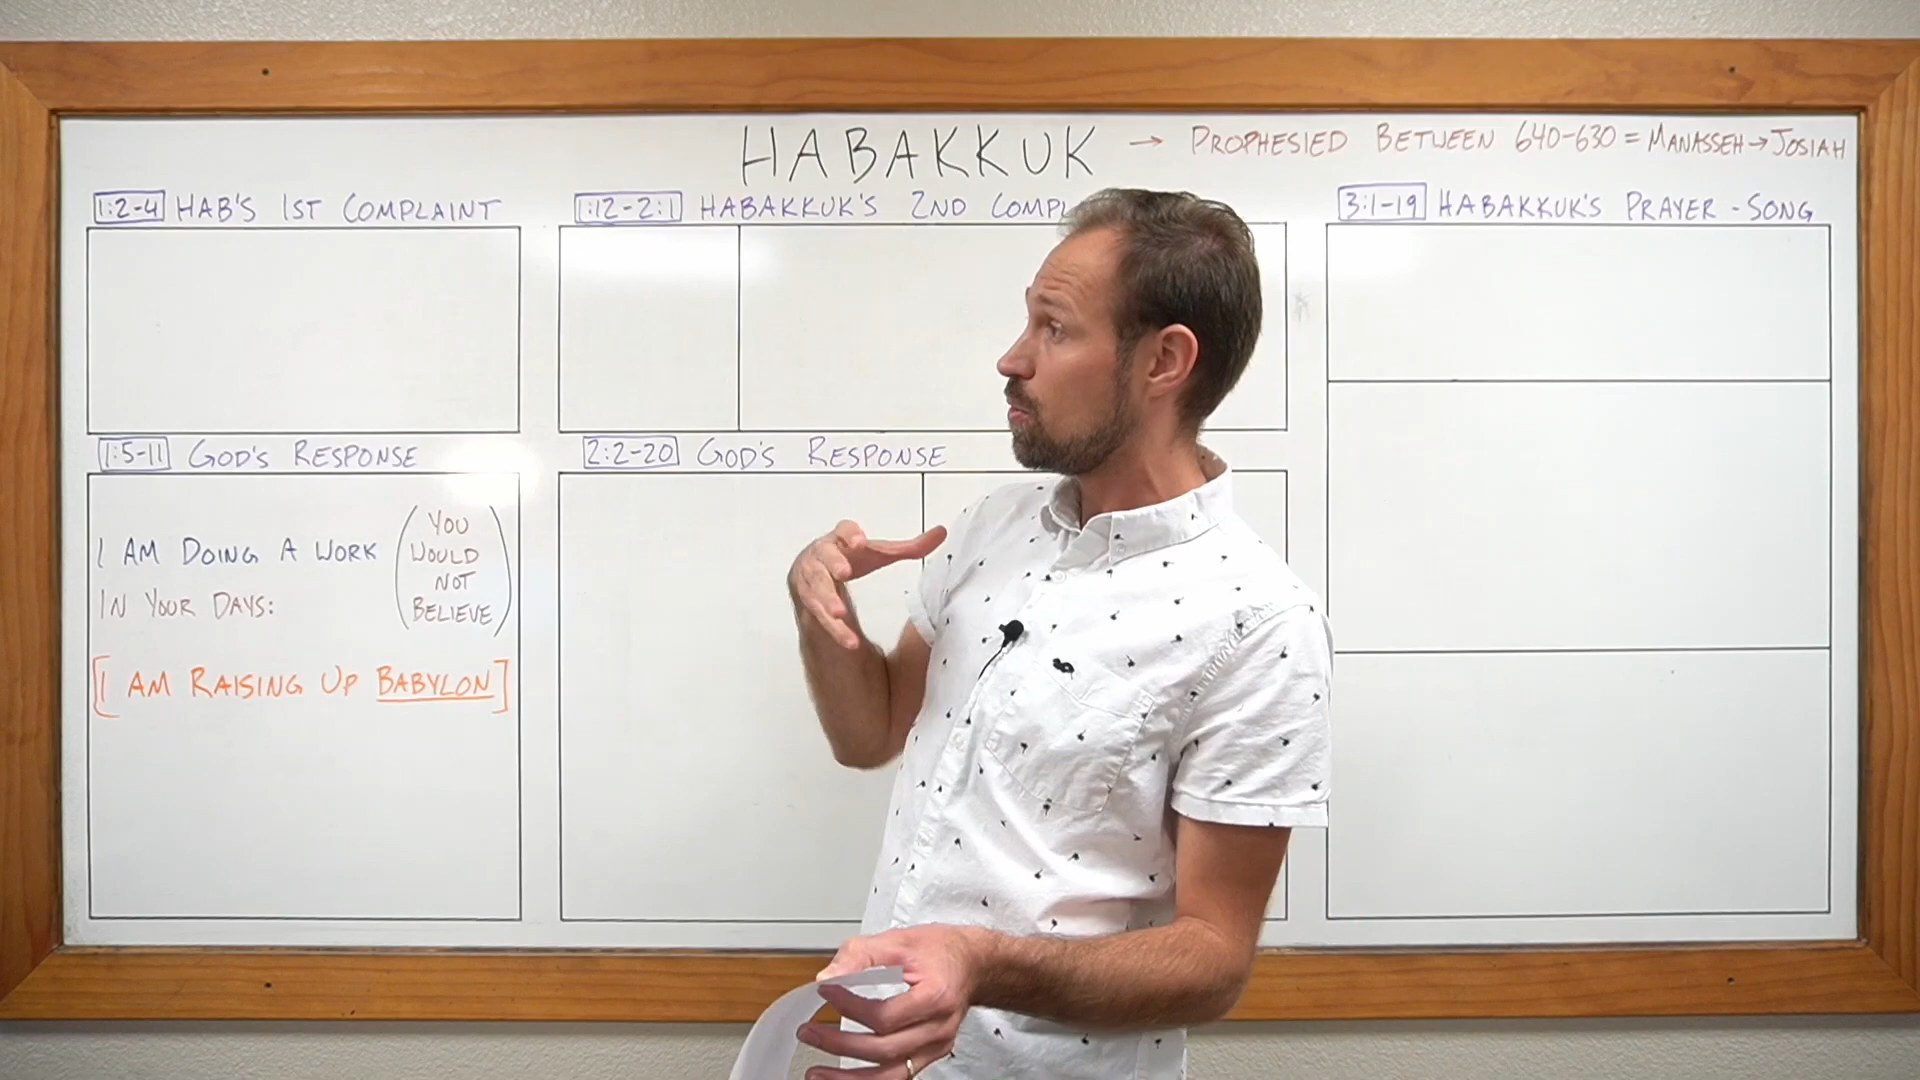 HABAKKUK → PROPHESIED BETWEEN 640-630 = MANASSEH → JOSIAH
1:2-4 HAB'S 1ST COMPLAINT
1:5-11 GOD'S RESPONSE
I AM DOING A WORK
IN YOUR DAYS:
(YOU
WOULD
NOT
BELIEVE)
[I AM RAISING UP BABYLON]
1:12-2:1 HABAKKUK'S 2ND
2:2-20 GOD'S RESPONSE
3:1-19 HABAKKUK'S PRAYER - SONG